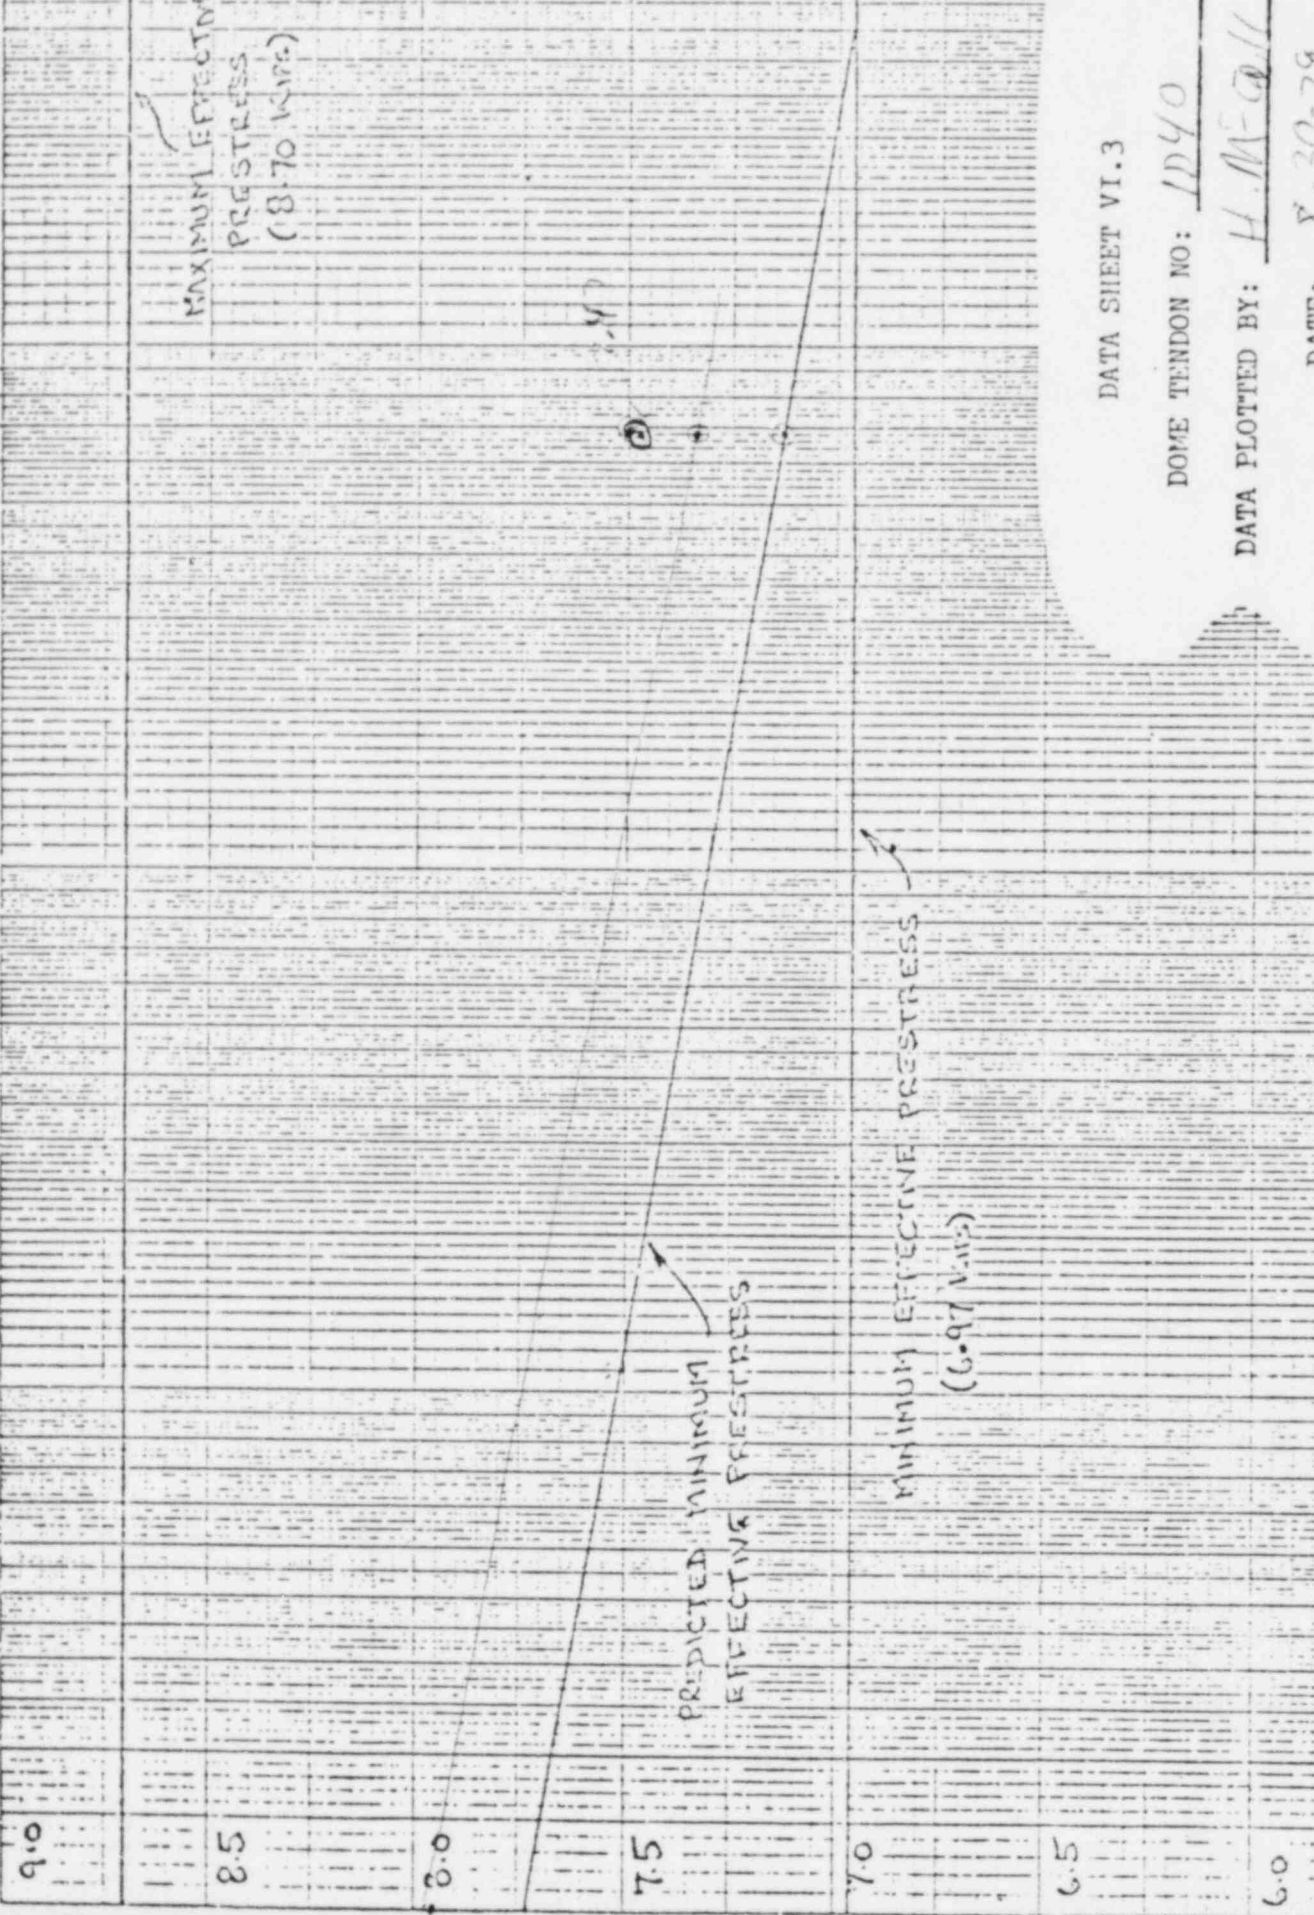 9.0
8.5
8.0
7.5
7.0
6.5
6.0
MAXIMUM EFFECTIV
PRESTRESS
(8.70 KIPS)
PREDICTED MINIMUM
EFFECTIVE PRESTRESS
MINIMUM EFFECTIVE PRESTRESS
(6.97 KIPS)
DATA SHEET VI.3
DOME TENDON NO: 1D40
DATA PLOTTED BY: H.
DATE: